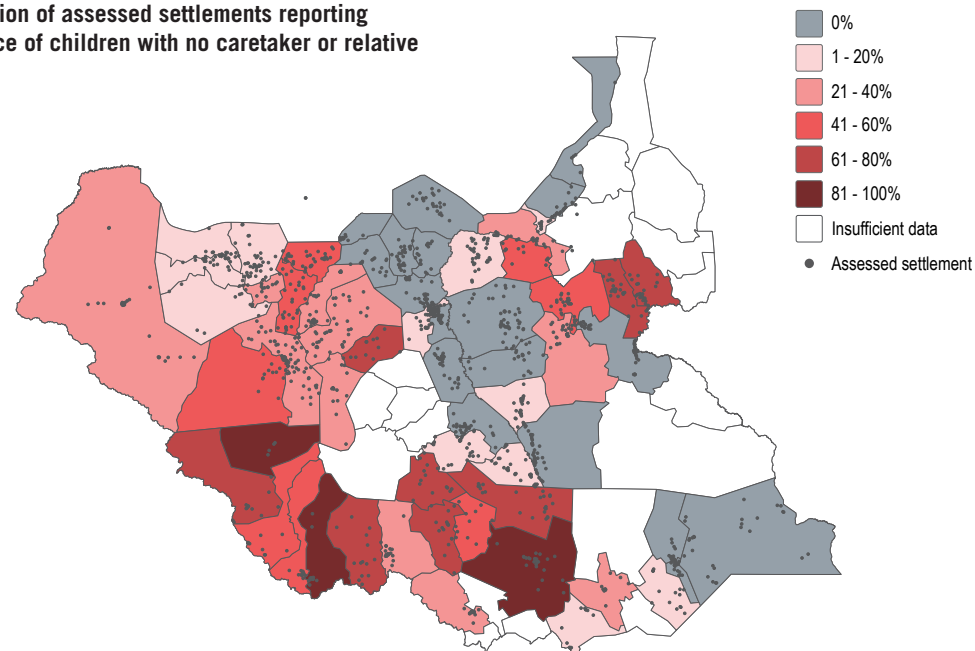 ion of assessed settlements reporting
ce of children with no caretaker or relative
0%
1 - 20%
21 - 40%
41 - 60%
61 - 80%
81 - 100%
Insufficient data
Assessed settlement